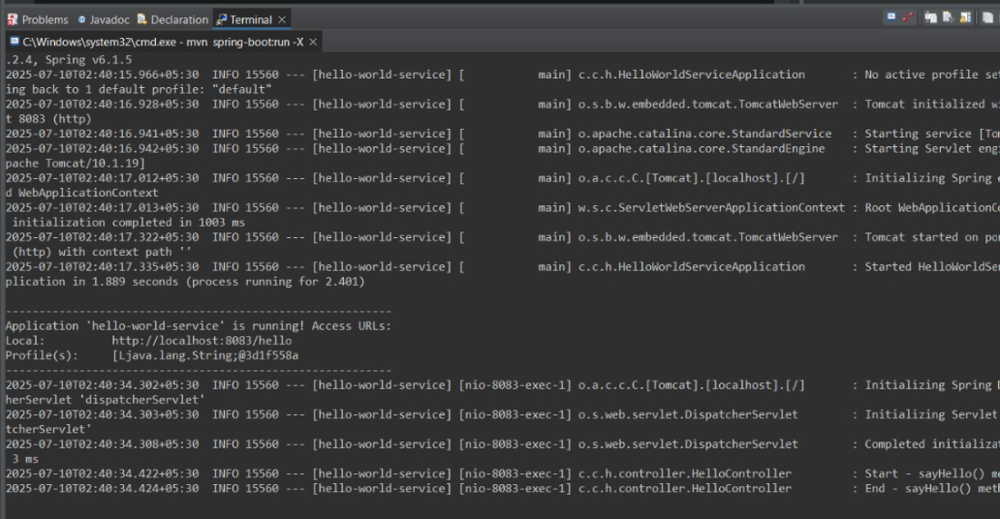 Problems Javadoc Declaration Terminal
C:\Windows\system32\cmd.exe - mvn spring-boot:run -X
.2.4, Spring v6.1.5
2025-07-10T02:40:15.966+05:30 INFO 15560 --- [hello-world-service] [ main] c.c.h.HelloWorldServiceApplication : No active profile set
ing back to 1 default profile: "default"
2025-07-10T02:40:16.928+05:30 INFO 15560 --- [hello-world-service] [ main] o.s.b.w.embedded.tomcat.TomcatWebServer : Tomcat initialized wi
t 8083 (http)
2025-07-10T02:40:16.941+05:30 INFO 15560 --- [hello-world-service] [ main] o.apache.catalina.core.StandardService : Starting service [Tom
2025-07-10T02:40:16.942+05:30 INFO 15560 --- [hello-world-service] [ main] o.apache.catalina.core.StandardEngine : Starting Servlet engi
pache Tomcat/10.1.19]
2025-07-10T02:40:17.012+05:30 INFO 15560 --- [hello-world-service] [ main] o.a.c.c.C.[Tomcat].[localhost].[/] : Initializing Spring e
d WebApplicationContext
2025-07-10T02:40:17.013+05:30 INFO 15560 --- [hello-world-service] [ main] w.s.c.ServletWebServerApplicationContext : Root WebApplicationCo
initialization completed in 1003 ms
2025-07-10T02:40:17.322+05:30 INFO 15560 --- [hello-world-service] [ main] o.s.b.w.embedded.tomcat.TomcatWebServer : Tomcat started on por
(http) with context path ''
2025-07-10T02:40:17.335+05:30 INFO 15560 --- [hello-world-service] [ main] c.c.h.HelloWorldServiceApplication : Started HelloWorldSer
plication in 1.889 seconds (process running for 2.401)
----------------------------------------------------------
Application 'hello-world-service' is running! Access URLs:
Local: http://localhost:8083/hello
Profile(s): [Ljava.lang.String;@3d1f558a
----------------------------------------------------------
2025-07-10T02:40:34.302+05:30 INFO 15560 --- [hello-world-service] [nio-8083-exec-1] o.a.c.c.C.[Tomcat].[localhost].[/] : Initializing Spring D
herServlet 'dispatcherServlet'
2025-07-10T02:40:34.303+05:30 INFO 15560 --- [hello-world-service] [nio-8083-exec-1] o.s.web.servlet.DispatcherServlet : Initializing Servlet
tcherServlet'
2025-07-10T02:40:34.308+05:30 INFO 15560 --- [hello-world-service] [nio-8083-exec-1] o.s.web.servlet.DispatcherServlet : Completed initializat
3 ms
2025-07-10T02:40:34.422+05:30 INFO 15560 --- [hello-world-service] [nio-8083-exec-1] c.c.h.controller.HelloController : Start - sayHello() me
2025-07-10T02:40:34.424+05:30 INFO 15560 --- [hello-world-service] [nio-8083-exec-1] c.c.h.controller.HelloController : End - sayHello() meth